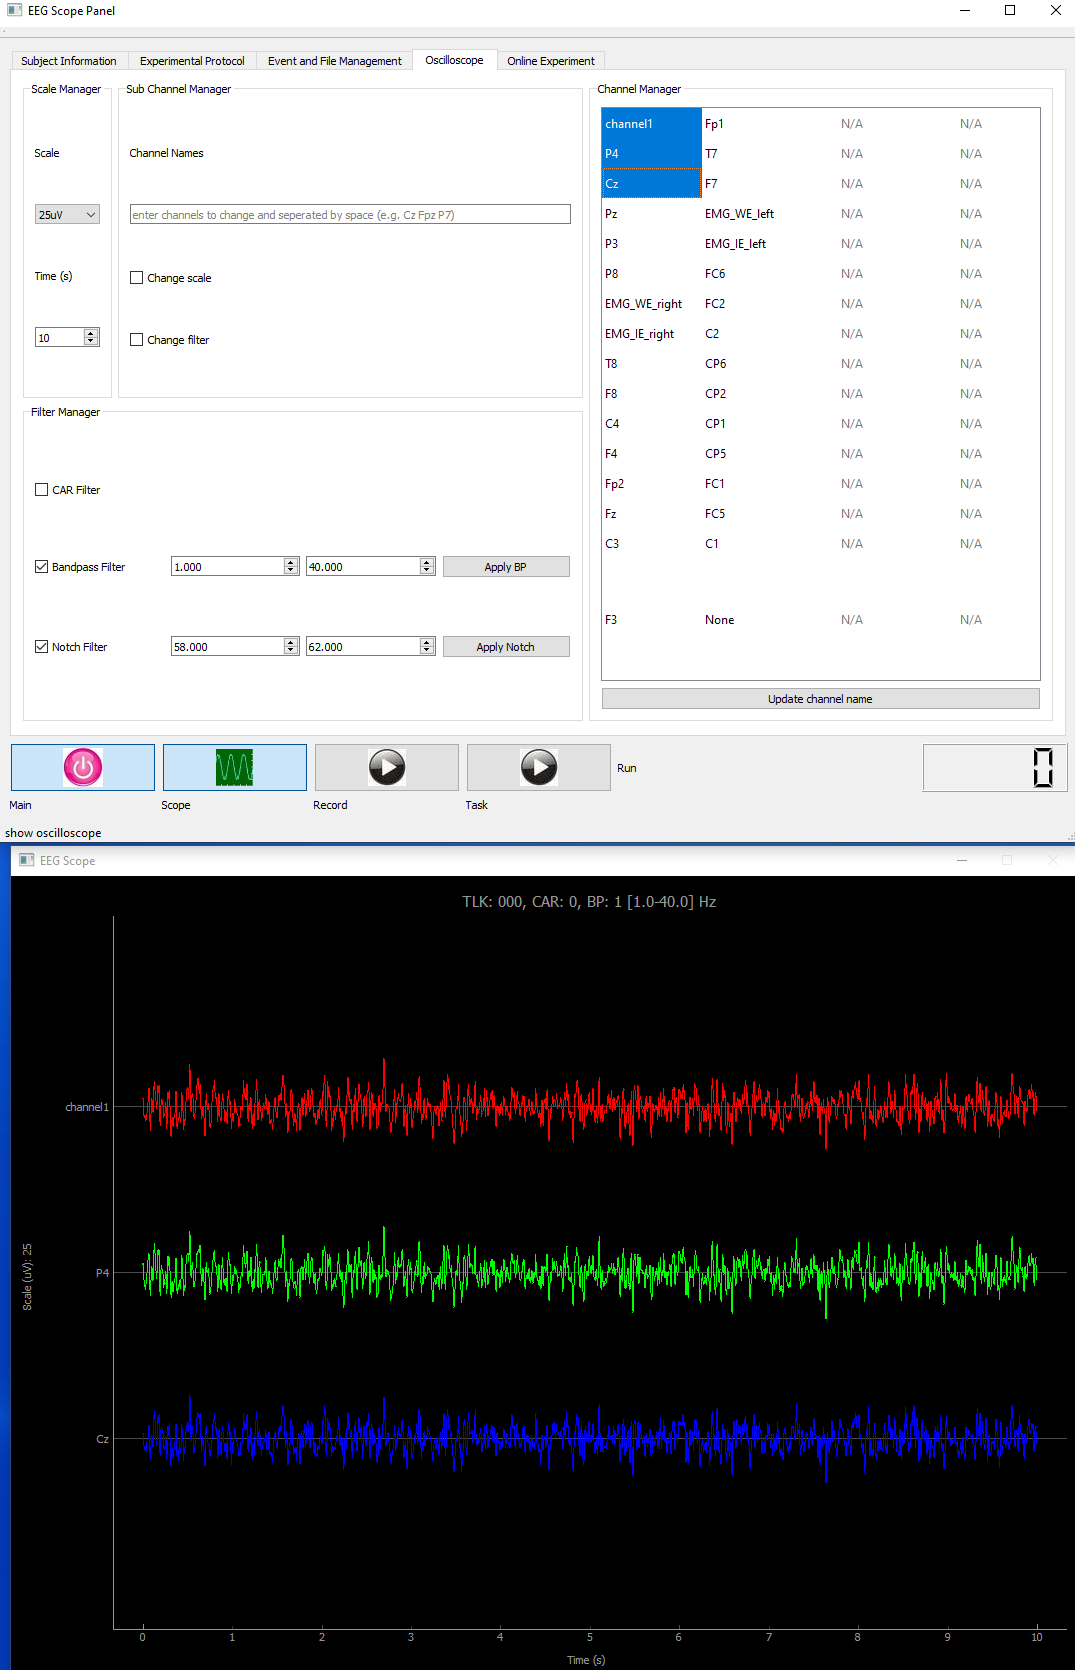 EEG Scope Panel
Subject Information Experimental Protocol Event and File Management Oscilloscope Online Experiment
Scale Manager
Scale
25uV
Time (s)
10
Sub Channel Manager
Channel Names
enter channels to change and seperated by space (e.g. Cz Fpz P7)
Change scale
Change filter
Filter Manager
CAR Filter
Bandpass Filter 1.000 40.000 Apply BP
Notch Filter 58.000 62.000 Apply Notch
Channel Manager
channel1 Fp1 N/A N/A
P4 T7 N/A N/A
Cz F7 N/A N/A
Pz EMG_WE_left N/A N/A
P3 EMG_IE_left N/A N/A
P8 FC6 N/A N/A
EMG_WE_right FC2 N/A N/A
EMG_IE_right C2 N/A N/A
T8 CP6 N/A N/A
F8 CP2 N/A N/A
C4 CP1 N/A N/A
F4 CP5 N/A N/A
Fp2 FC1 N/A N/A
Fz FC5 N/A N/A
C3 C1 N/A N/A
F3 None N/A N/A
Update channel name
Run
0
Main Scope Record Task
show oscilloscope
EEG Scope
TLK: 000, CAR: 0, BP: 1 [1.0-40.0] Hz
channel1
P4
Cz
Scale (uV): 25
0 1 2 3 4 5 6 7 8 9 10
Time (s)